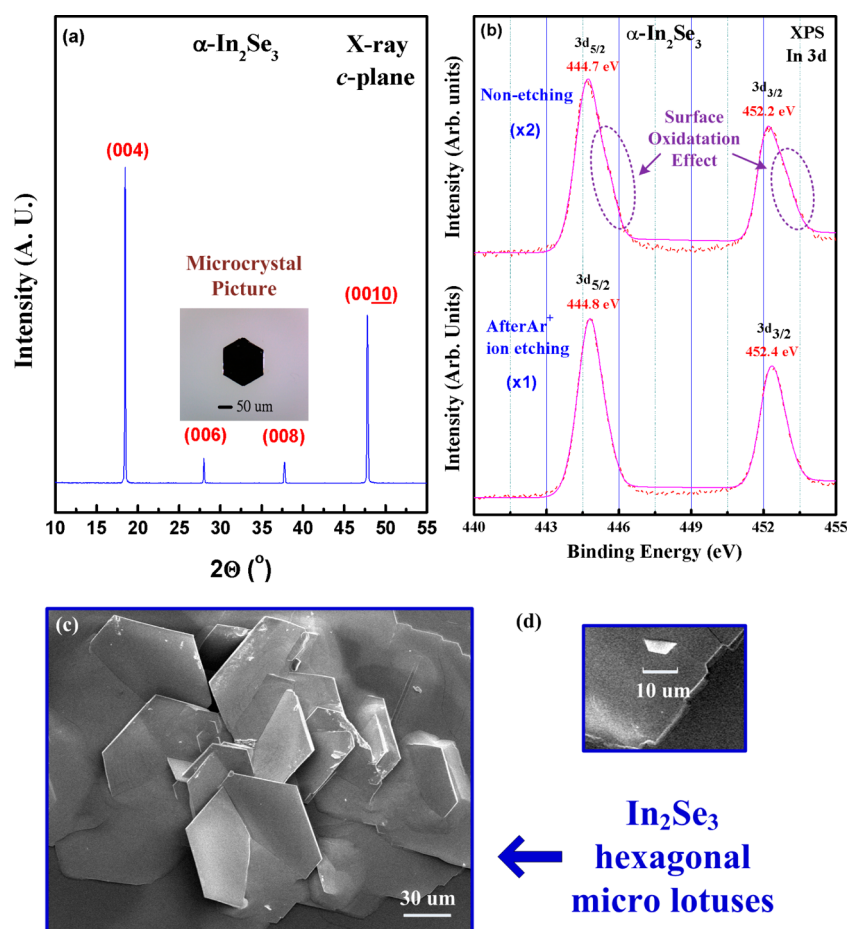 (a)
α-In₂Se₃
X-ray
c-plane
(004)
Microcrystal
Picture
(0010)
50 um
(006)
(008)
Intensity (A. U.)
10 15 20 25 30 35 40 45 50 55
2Θ (°)
(b)
α-In₂Se₃
XPS
In 3d
3d5/2
444.7 eV
3d3/2
452.2 eV
Non-etching
(x2)
Surface
Oxidatation
Effect
Intensity (Arb. units)
3d5/2
444.8 eV
3d3/2
452.4 eV
AfterAr⁺
ion etching
(x1)
Intensity (Arb. Units)
440 443 446 449 452 455
Binding Energy (eV)
(c)
30 um
(d)
10 um
In₂Se₃
hexagonal
micro lotuses